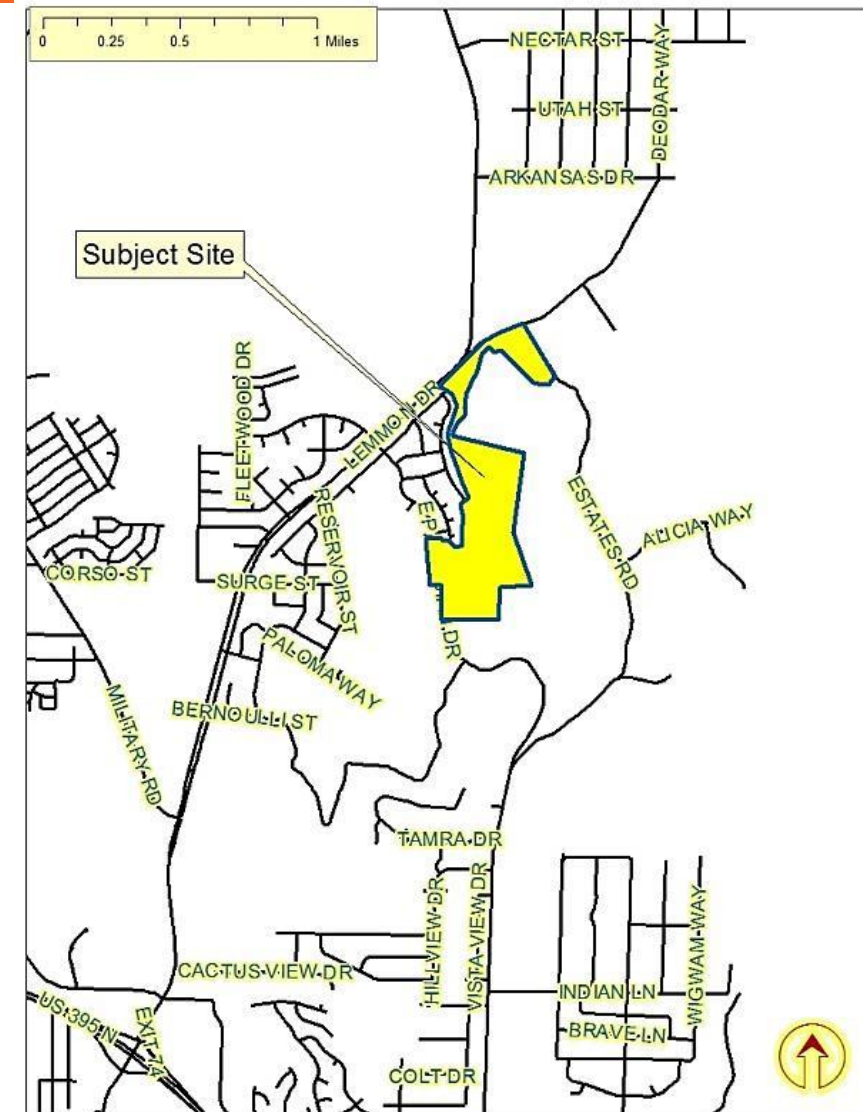 0 0.25 0.5 1 Miles
NECTAR ST
UTAH ST
DEODAR WAY
ARKANSAS DR
Subject Site
FLEETWOOD DR
LEMMON DR
RESERVOIR ST
ESTATES RD
ALICIA WAY
CORSO ST
SURGE ST
DR
PALOMA WAY
MILITARY RD
BERNOULLI ST
TAMRA DR
HILL VIEW DR
VISTA VIEW DR
WIGWAM WAY
CACTUS VIEW DR
INDIAN LN
US 395 N
EXIT 74
BRAVE LN
COLT DR